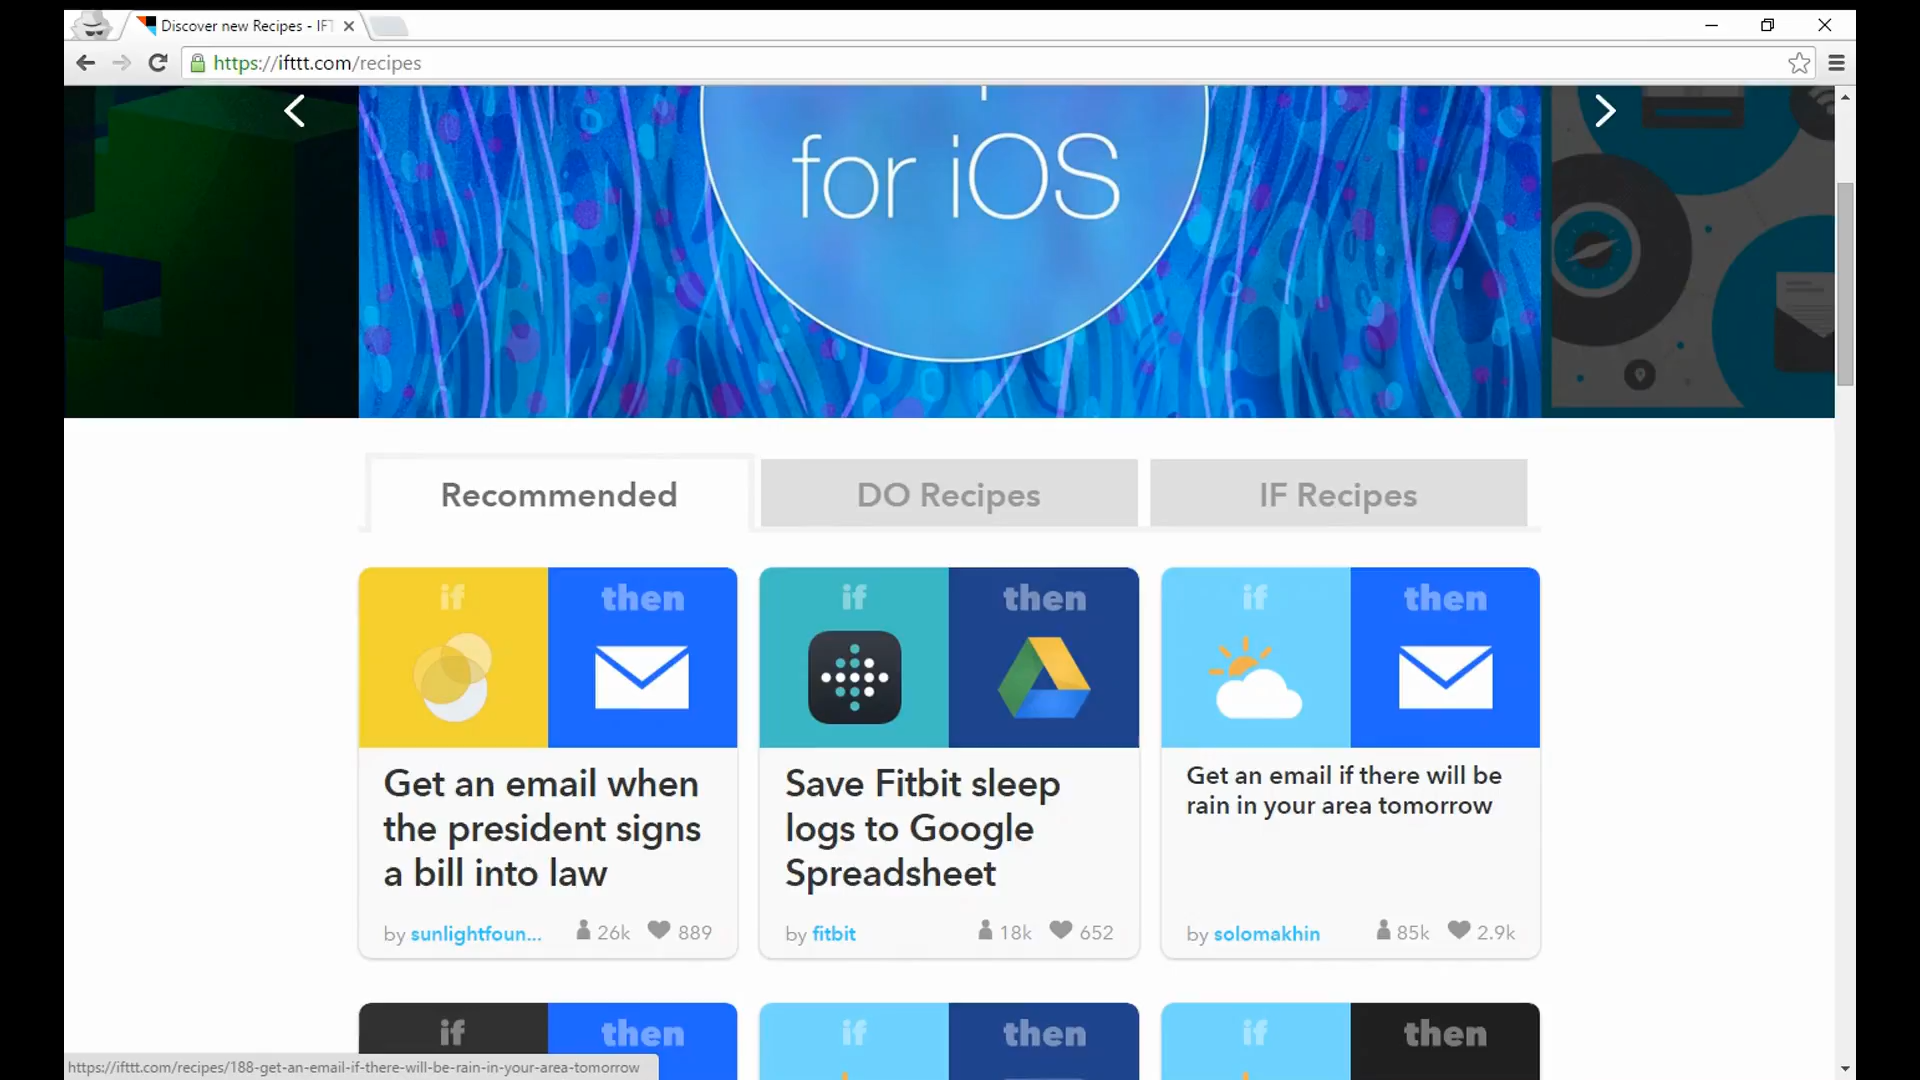 Discover new Recipes - IFT
https://ifttt.com/recipes
for iOS
Recommended
DO Recipes
IF Recipes
if
then
if
then
if
then
Get an email when
the president signs
a bill into law
by sunlightfoun...
26k
889
Save Fitbit sleep
logs to Google
Spreadsheet
by fitbit
18k
652
Get an email if there will be
rain in your area tomorrow
by solomakhin
85k
2.9k
if
then
if
then
if
then
https://ifttt.com/recipes/188-get-an-email-if-there-will-be-rain-in-your-area-tomorrow